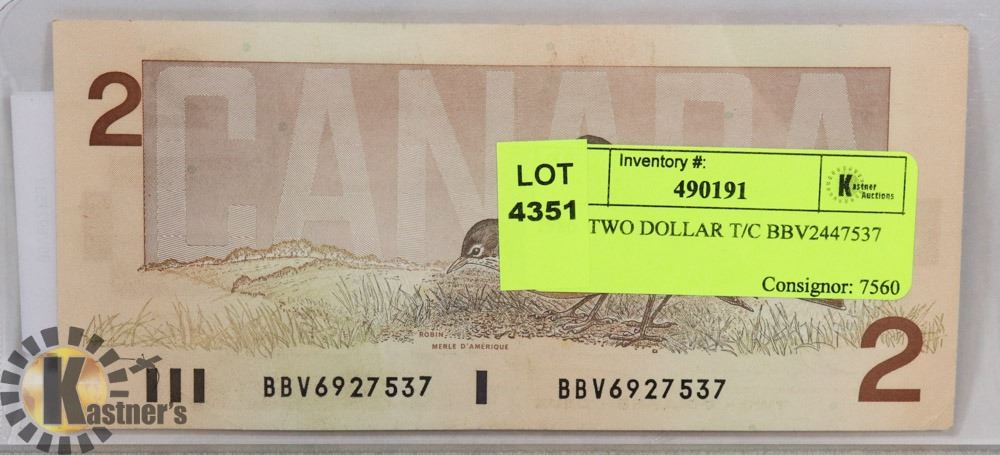 2
CANADA
LOT
4351
Inventory #:
490191
Kastner
Auctions
TWO DOLLAR T/C BBV2447537
Consignor: 7560
ROBIN
MERLE D'AMÉRIQUE
BBV6927537
BBV6927537
2
Kastner's